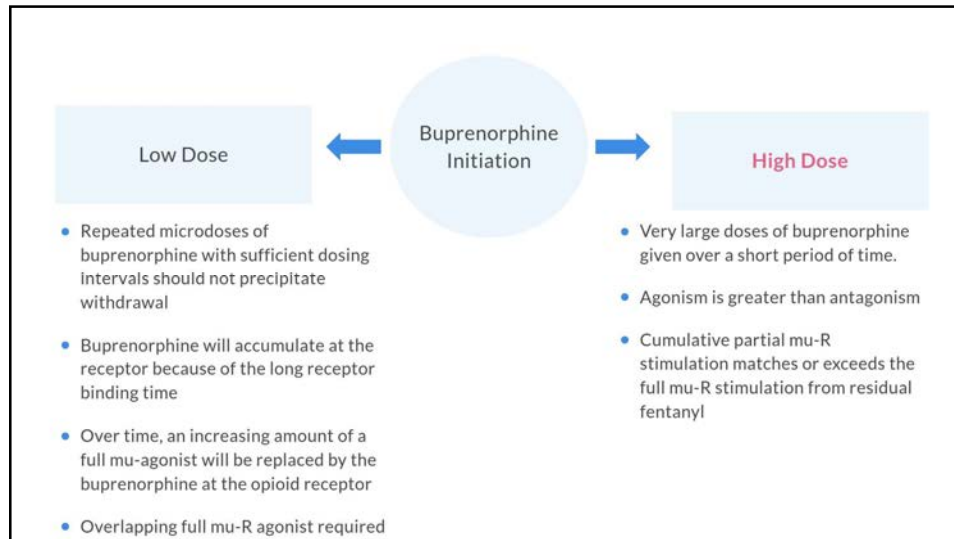 Buprenorphine
Initiation
Low Dose
Repeated microdoses of
buprenorphine with sufficient dosing
intervals should not precipitate
withdrawal
Buprenorphine will accumulate at the
receptor because of the long receptor
binding time
Over time, an increasing amount of a
full mu-agonist will be replaced by the
buprenorphine at the opioid receptor
Overlapping full mu-R agonist required
High Dose
Very large doses of buprenorphine
given over a short period of time.
Agonism is greater than antagonism
Cumulative partial mu-R
stimulation matches or exceeds the
full mu-R stimulation from residual
fentanyl